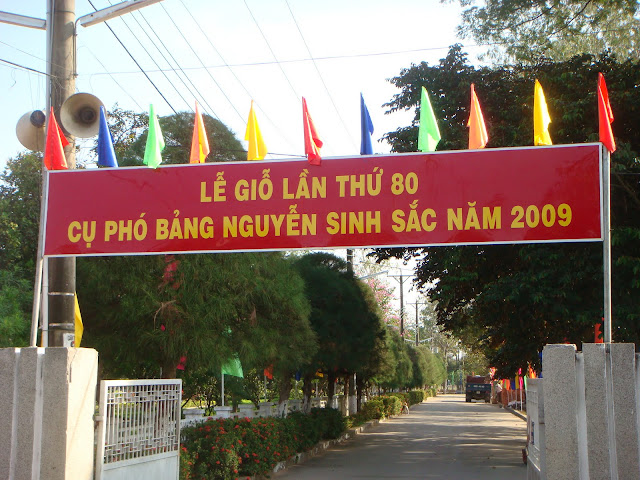 LỄ GIỖ LẦN THỨ 80
CỤ PHÓ BẢNG NGUYỄN SINH SẮC NĂM 2009